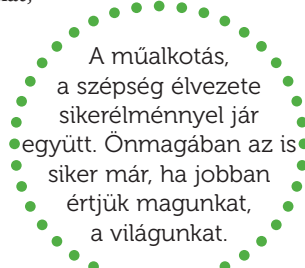 A műalkotás,
a szépség élvezete
sikerélménnyel jár
együtt. Önmagában az is
siker már, ha jobban
értjük magunkat,
a világunkat.